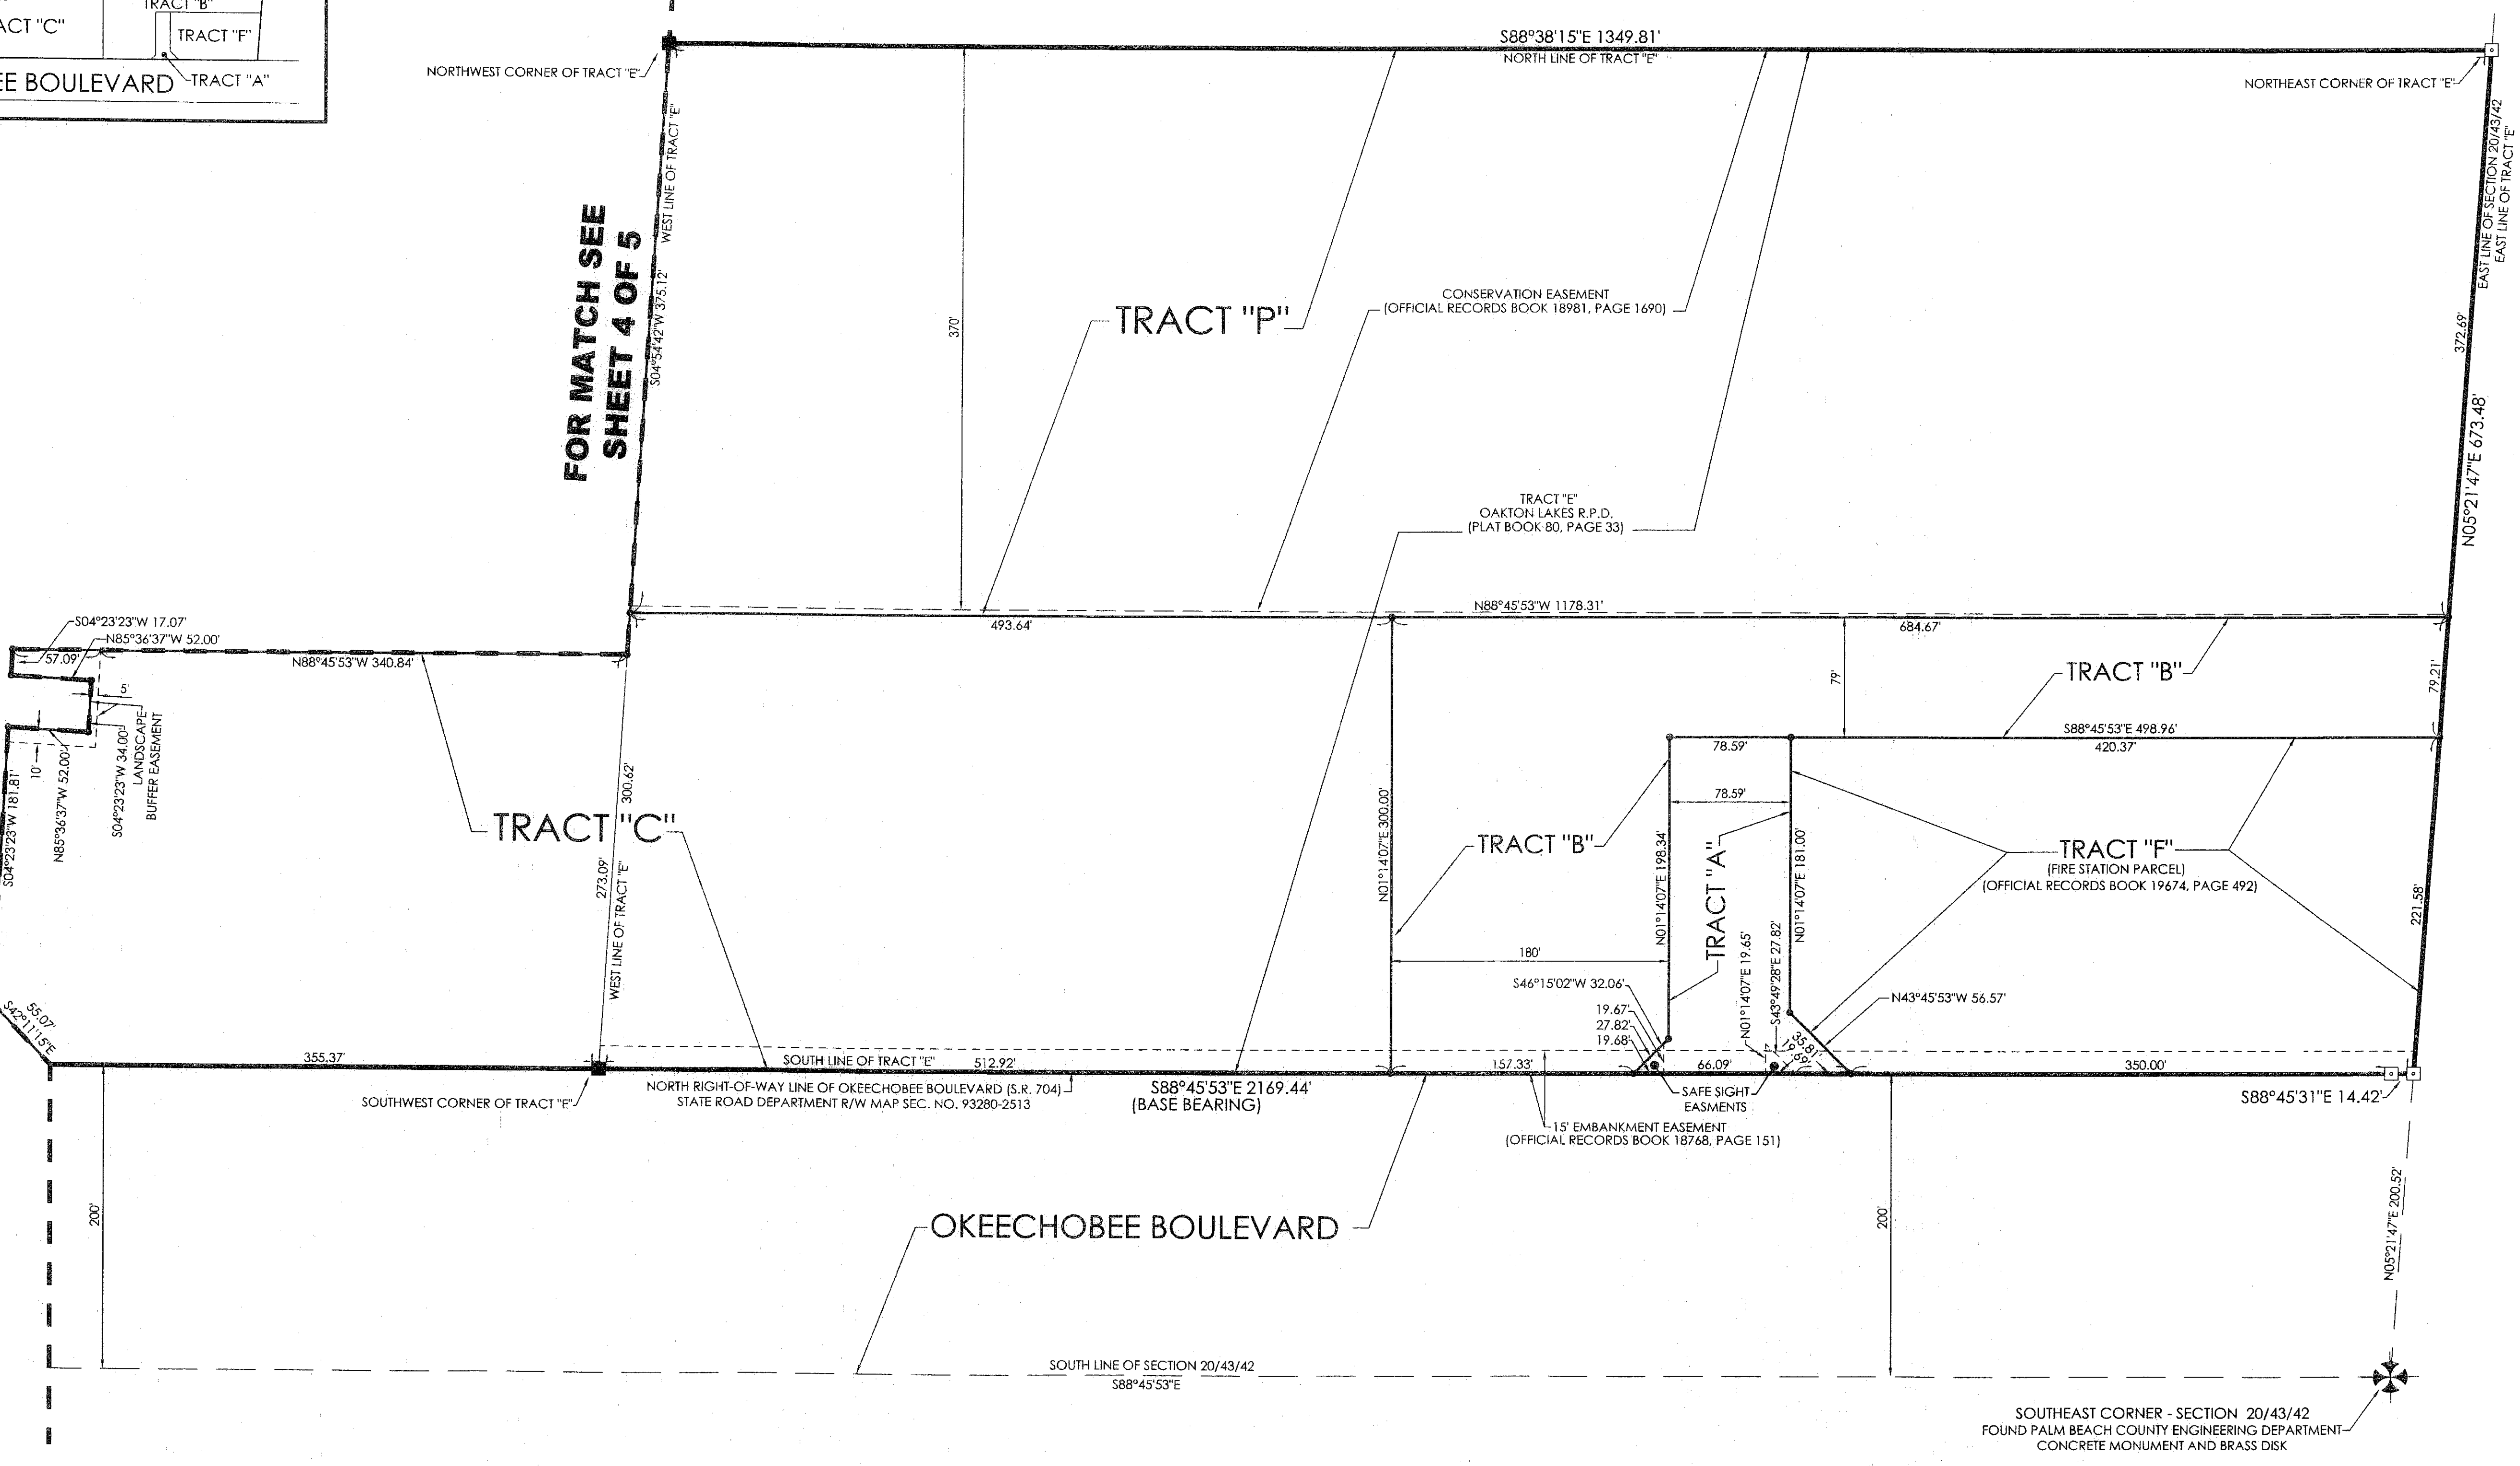 TRACT "B"
ACT "C"
TRACT "F"
EE BOULEVARD
TRACT "A"
S88°38'15"E 1349.81'
NORTH LINE OF TRACT "E"
NORTHWEST CORNER OF TRACT "E"
NORTHEAST CORNER OF TRACT "E"
WEST LINE OF TRACT "E"
S04°54'42"W 375.12'
FOR MATCH SEE
SHEET 4 OF 5
370'
TRACT "P"
CONSERVATION EASEMENT
(OFFICIAL RECORDS BOOK 18981, PAGE 1690)
EAST LINE OF SECTION 20/43/42
EAST LINE OF TRACT "E"
372.69'
N05°21'47"E 673.48'
TRACT "E"
OAKTON LAKES R.P.D.
(PLAT BOOK 80, PAGE 33)
N88°45'53"W 1178.31'
493.64'
684.67'
S04°23'23"W 17.07'
N85°36'37"W 52.00'
57.09'
N88°45'53"W 340.84'
5'
10'
S04°23'23"W 181.81'
N85°36'37"W 52.00'
S04°23'23"W 34.00'
LANDSCAPE
BUFFER EASEMENT
TRACT "B"
79'
79.21'
S88°45'53"E 498.96'
78.59'
420.37'
78.59'
300.62'
TRACT "C"
273.09'
WEST LINE OF TRACT "E"
N01°14'07"E 300.00'
TRACT "B"
N01°14'07"E 198.34'
TRACT "A"
N01°14'07"E 181.00'
TRACT "F"
(FIRE STATION PARCEL)
(OFFICIAL RECORDS BOOK 19674, PAGE 492)
221.58'
180'
S46°15'02"W 32.06'
19.67'
27.82'
19.68'
N01°14'07"E 19.65'
S43°49'28"E 27.82'
N43°45'53"W 56.57'
35.81'
19.69'
55.07'
S42°11'15"E
355.37'
SOUTH LINE OF TRACT "E"
512.92'
157.33'
66.09'
350.00'
NORTH RIGHT-OF-WAY LINE OF OKEECHOBEE BOULEVARD (S.R. 704)
STATE ROAD DEPARTMENT R/W MAP SEC. NO. 93280-2513
S88°45'53"E 2169.44'
(BASE BEARING)
SOUTHWEST CORNER OF TRACT "E"
SAFE SIGHT
EASMENTS
S88°45'31"E 14.42'
15' EMBANKMENT EASEMENT
(OFFICIAL RECORDS BOOK 18768, PAGE 151)
200'
OKEECHOBEE BOULEVARD
200'
N05°21'47"E 200.52'
SOUTH LINE OF SECTION 20/43/42
S88°45'53"E
SOUTHEAST CORNER - SECTION 20/43/42
FOUND PALM BEACH COUNTY ENGINEERING DEPARTMENT
CONCRETE MONUMENT AND BRASS DISK